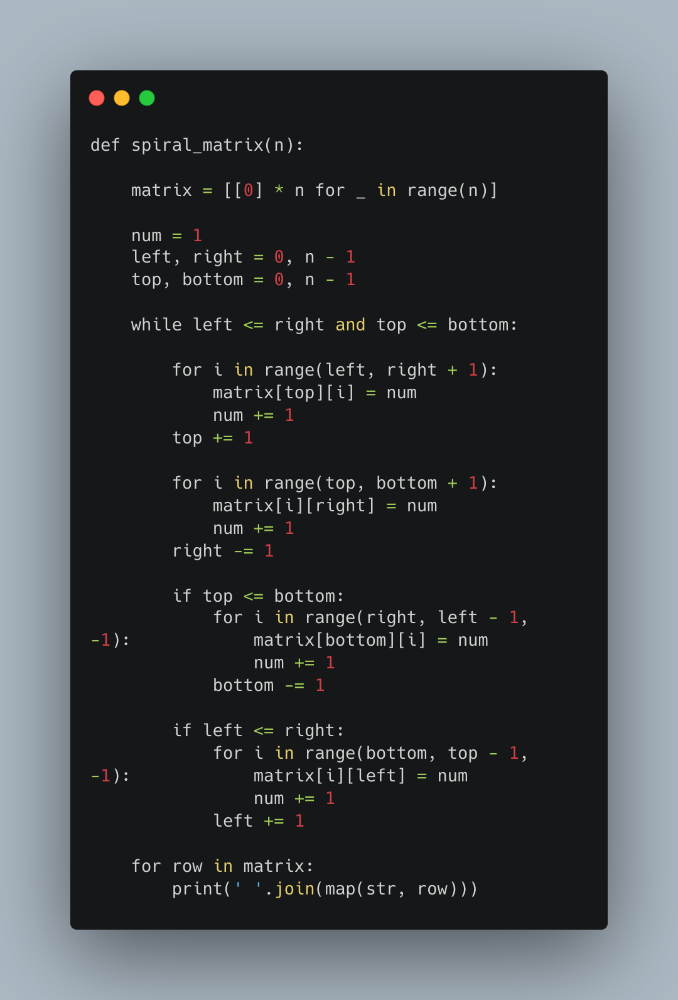 def spiral_matrix(n):

    matrix = [[0] * n for _ in range(n)]

    num = 1
    left, right = 0, n - 1
    top, bottom = 0, n - 1

    while left <= right and top <= bottom:

        for i in range(left, right + 1):
            matrix[top][i] = num
            num += 1
        top += 1

        for i in range(top, bottom + 1):
            matrix[i][right] = num
            num += 1
        right -= 1

        if top <= bottom:
            for i in range(right, left - 1,
-1):            matrix[bottom][i] = num
                num += 1
            bottom -= 1

        if left <= right:
            for i in range(bottom, top - 1,
-1):            matrix[i][left] = num
                num += 1
            left += 1

    for row in matrix:
        print(' '.join(map(str, row)))